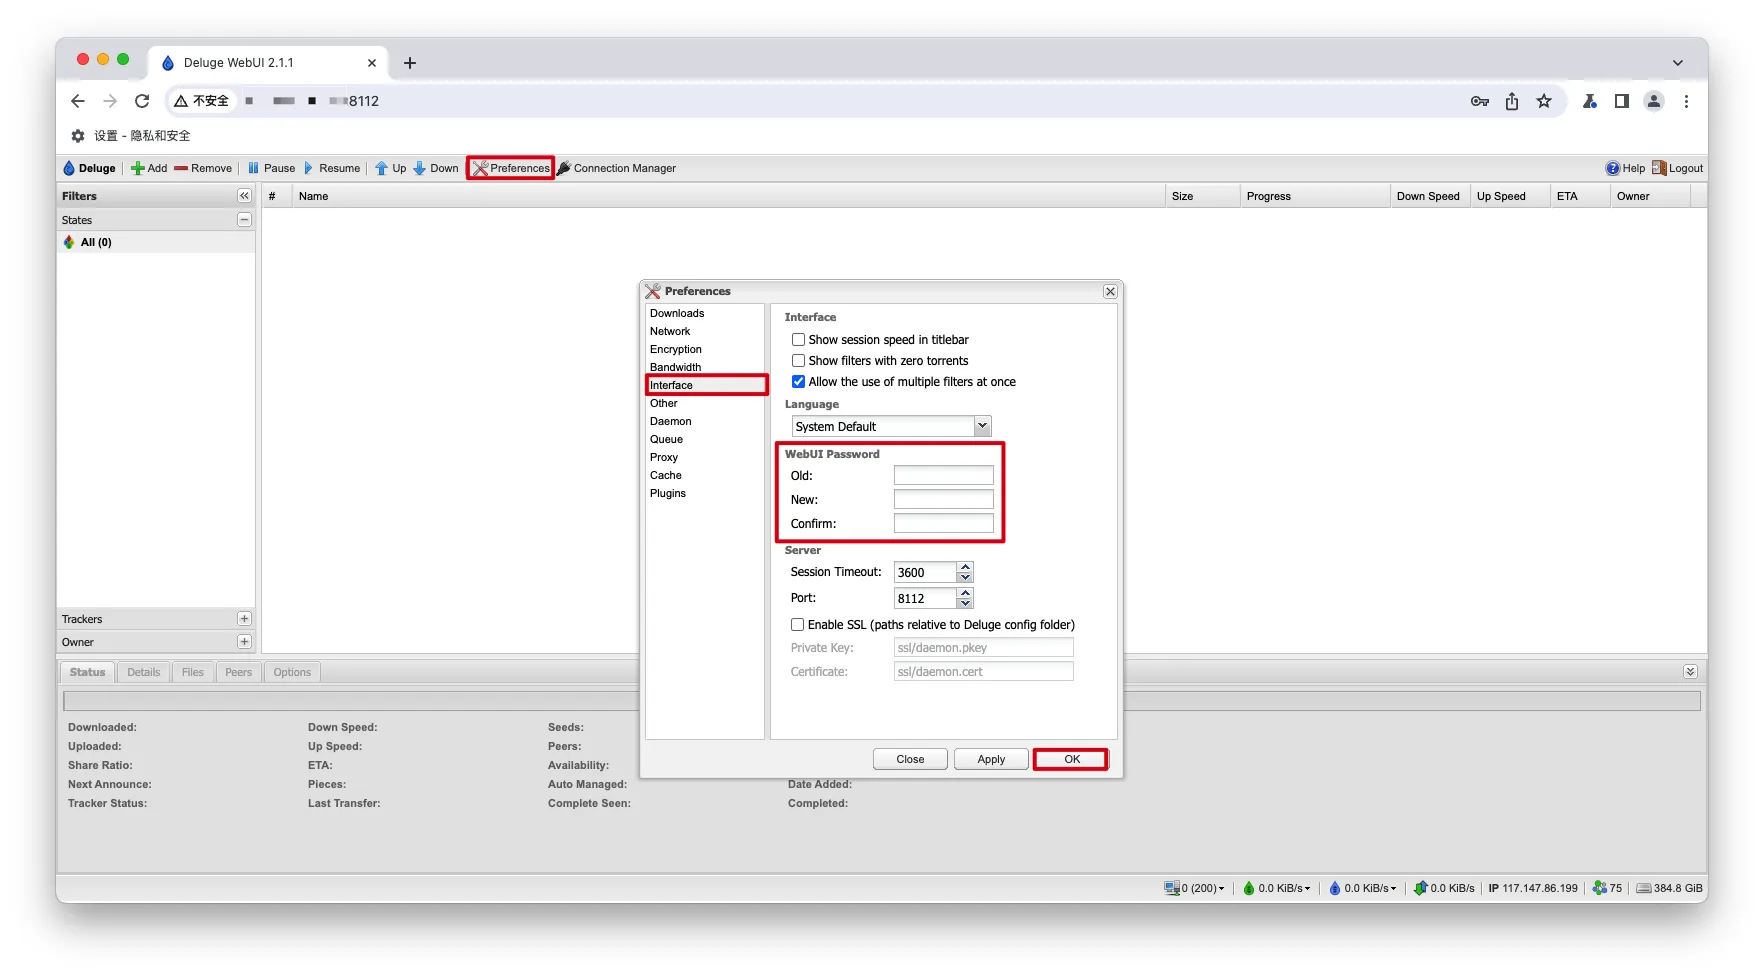 Deluge WebUI 2.1.1
不安全 8112
设置 - 隐私和安全
Deluge Add Remove Pause Resume Up Down Preferences Connection Manager Help Logout
Filters # Name Size Progress Down Speed Up Speed ETA Owner
States
All (0)
Preferences
Downloads
Network
Encryption
Bandwidth
Interface
Other
Daemon
Queue
Proxy
Cache
Plugins
Interface
Show session speed in titlebar
Show filters with zero torrents
Allow the use of multiple filters at once
Language
System Default
WebUI Password
Old:
New:
Confirm:
Server
Session Timeout: 3600
Port: 8112
Enable SSL (paths relative to Deluge config folder)
Private Key: ssl/daemon.pkey
Certificate: ssl/daemon.cert
Close Apply OK
Trackers
Owner
Status Details Files Peers Options
Downloaded: Down Speed: Seeds:
Uploaded: Up Speed: Peers:
Share Ratio: ETA: Availability:
Next Announce: Pieces: Auto Managed: Date Added:
Tracker Status: Last Transfer: Complete Seen: Completed:
0 (200) 0.0 KiB/s 0.0 KiB/s 0.0 KiB/s IP 117.147.86.199 75 384.8 GiB